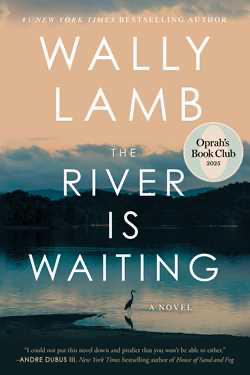 #1 NEW YORK TIMES BESTSELLING AUTHOR
WALLY
LAMB
THE
RIVER
IS
WAITING
Oprah's
Book Club
2025
A NOVEL
"I could not put this novel down and predict that you won't be able to either."
—ANDRE DUBUS III, New York Times bestselling author of House of Sand and Fog